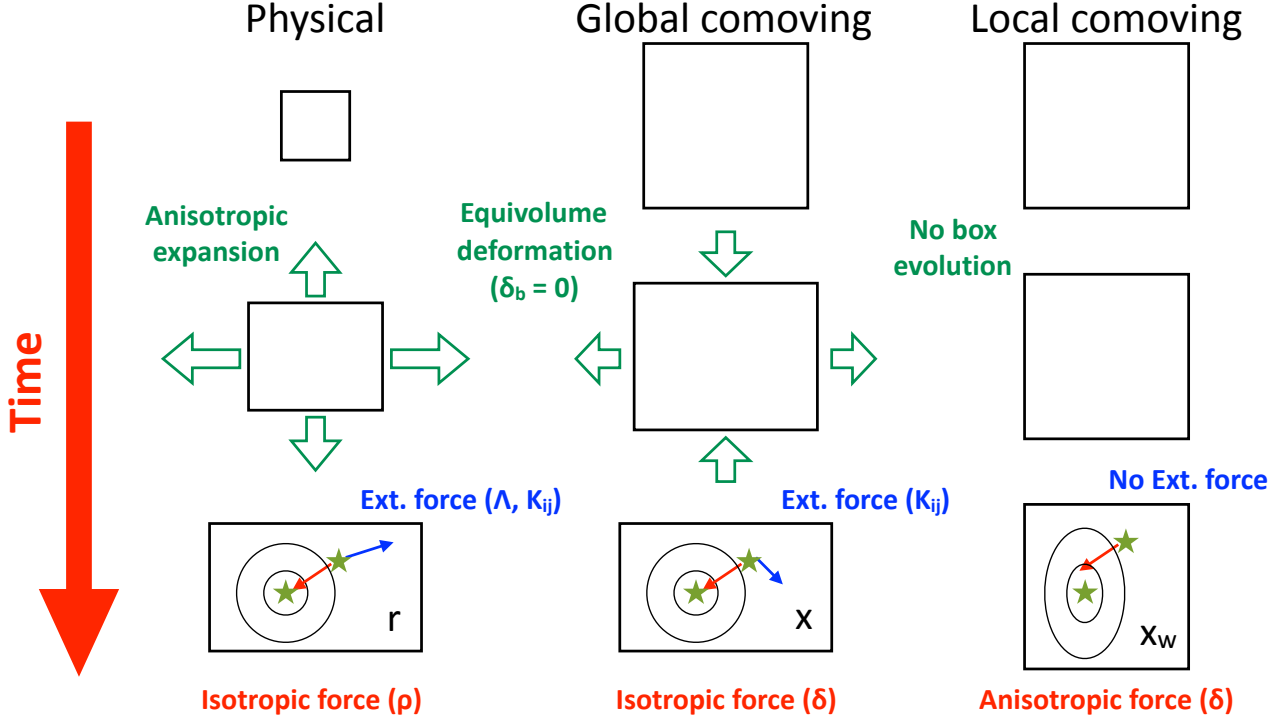 Physical
Global comoving
Local comoving
Time
Anisotropic
expansion
Equivolume
deformation
(δb = 0)
No box
evolution
Ext. force (Λ, Kij)
Ext. force (Kij)
No Ext. force
r
x
xw
Isotropic force (ρ)
Isotropic force (δ)
Anisotropic force (δ)